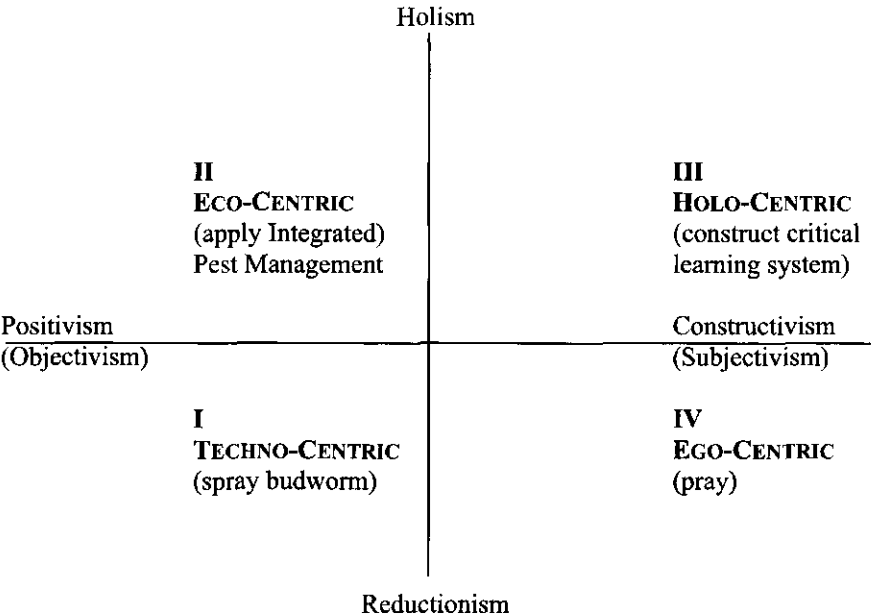 Holism
II
ECO-CENTRIC
(apply Integrated)
Pest Management
III
HOLO-CENTRIC
(construct critical
learning system)
Positivism
(Objectivism)
Constructivism
(Subjectivism)
I
TECHNO-CENTRIC
(spray budworm)
IV
EGO-CENTRIC
(pray)
Reductionism